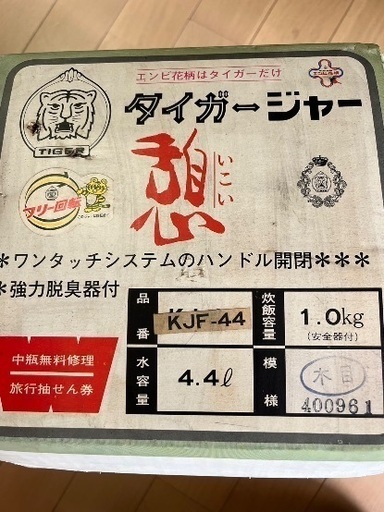 エンビ花柄はタイガーだけ
TIGER
タイガージャー
憩
いこい
フリー回転
*ワンタッチシステムのハンドル開閉***
*強力脱臭器付
中瓶無料修理
旅行抽せん券
品番 KJF-44
炊飯容量 1.0kg
(安全器付)
水容量 4.4ℓ
模様 木目
400961